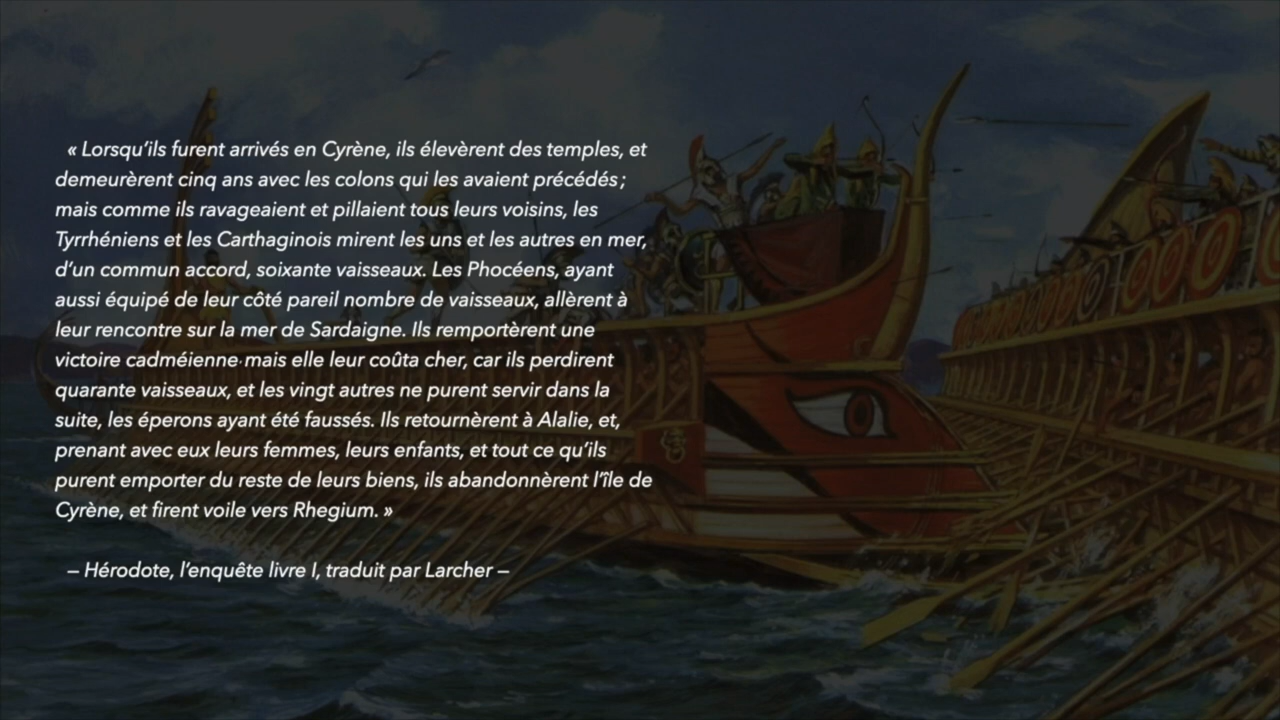 « Lorsqu’ils furent arrivés en Cyrène, ils élevèrent des temples, et
demeurèrent cinq ans avec les colons qui les avaient précédés ;
mais comme ils ravageaient et pillaient tous leurs voisins, les
Tyrrhéniens et les Carthaginois mirent les uns et les autres en mer,
d’un commun accord, soixante vaisseaux. Les Phocéens, ayant
aussi équipé de leur côté pareil nombre de vaisseaux, allèrent à
leur rencontre sur la mer de Sardaigne. Ils remportèrent une
victoire cadméienne mais elle leur coûta cher, car ils perdirent
quarante vaisseaux, et les vingt autres ne purent servir dans la
suite, les éperons ayant été faussés. Ils retournèrent à Alalie, et,
prenant avec eux leurs femmes, leurs enfants, et tout ce qu’ils
purent emporter du reste de leurs biens, ils abandonnèrent l’île de
Cyrène, et firent voile vers Rhegium. »
– Hérodote, l’enquête livre I, traduit par Larcher –